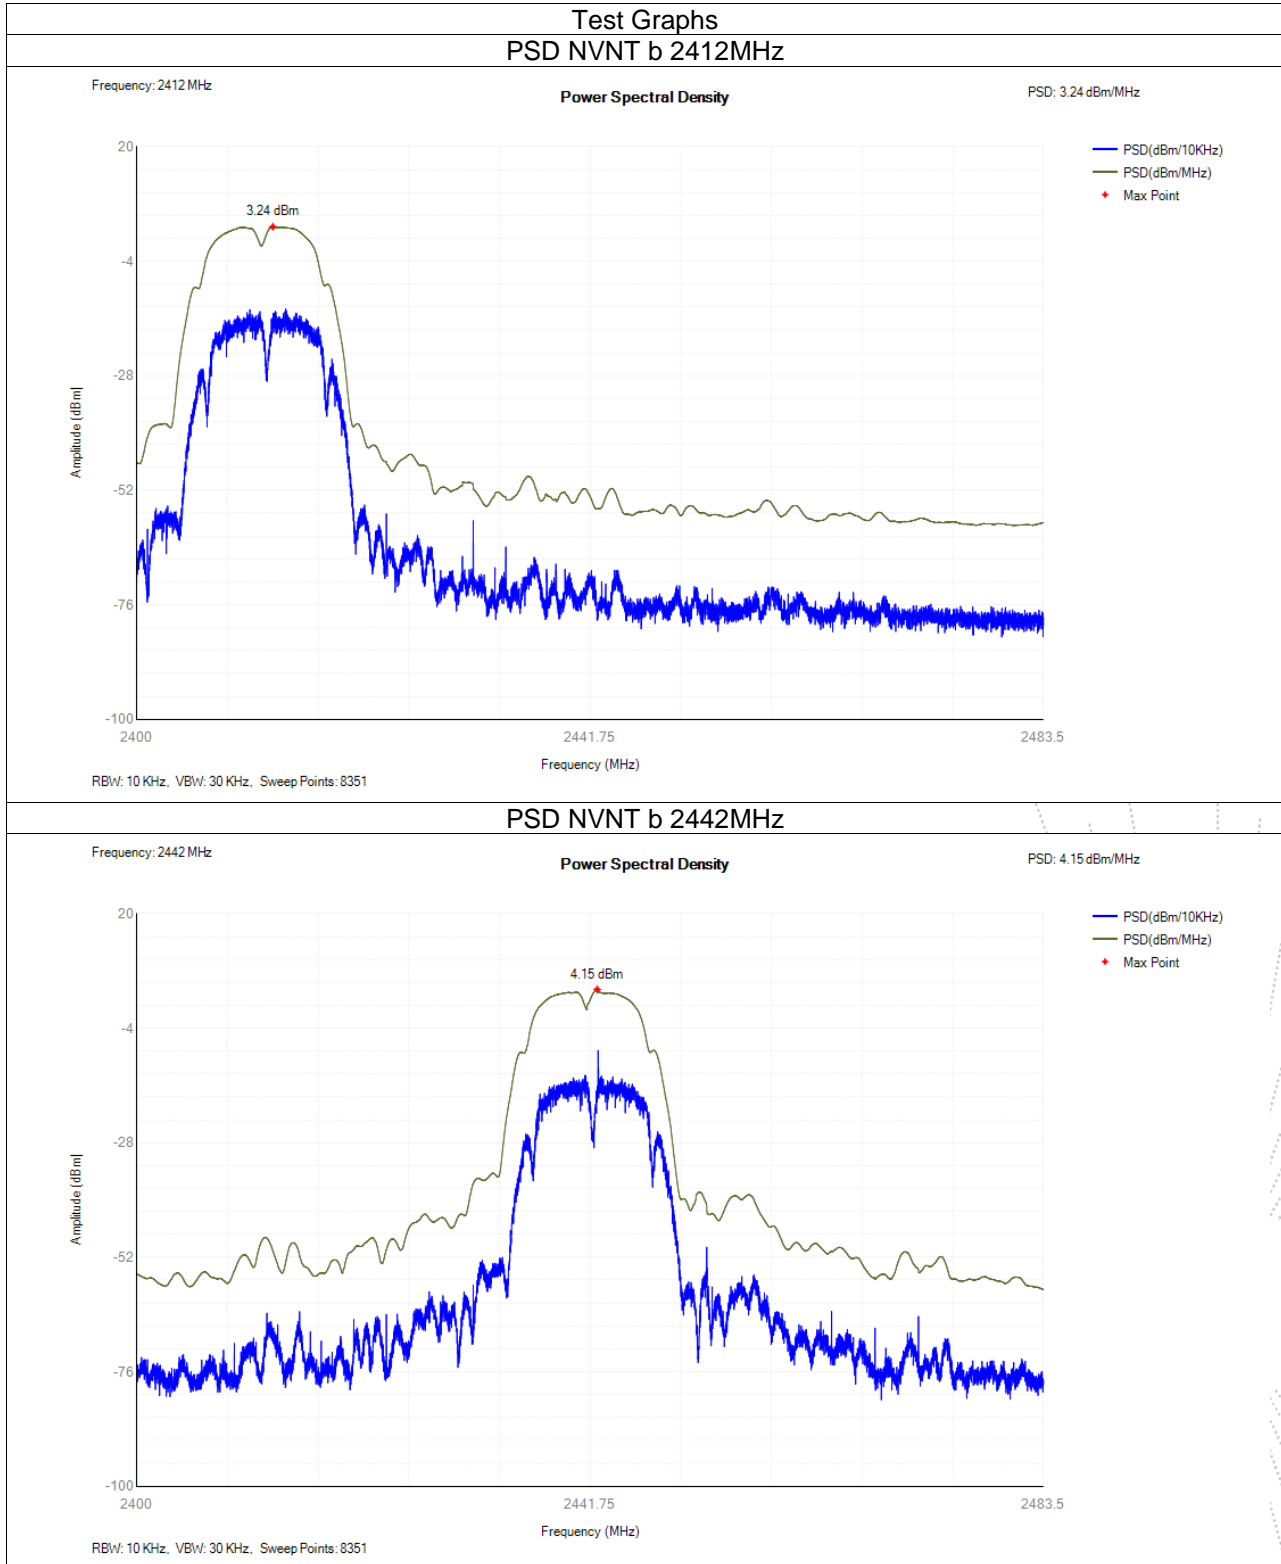 Test Graphs
PSD NVNT b 2412MHz
Frequency: 2412 MHz
Power Spectral Density
PSD: 3.24 dBm/MHz
20
-4
-28
-52
-76
-100
Amplitude (dBm)
3.24 dBm
PSD(dBm/10KHz)
PSD(dBm/MHz)
Max Point
2400
2441.75
2483.5
Frequency (MHz)
RBW: 10 KHz, VBW: 30 KHz, Sweep Points: 8351
PSD NVNT b 2442MHz
Frequency: 2442 MHz
Power Spectral Density
PSD: 4.15 dBm/MHz
20
-4
-28
-52
-76
-100
Amplitude (dBm)
4.15 dBm
PSD(dBm/10KHz)
PSD(dBm/MHz)
Max Point
2400
2441.75
2483.5
Frequency (MHz)
RBW: 10 KHz, VBW: 30 KHz, Sweep Points: 8351